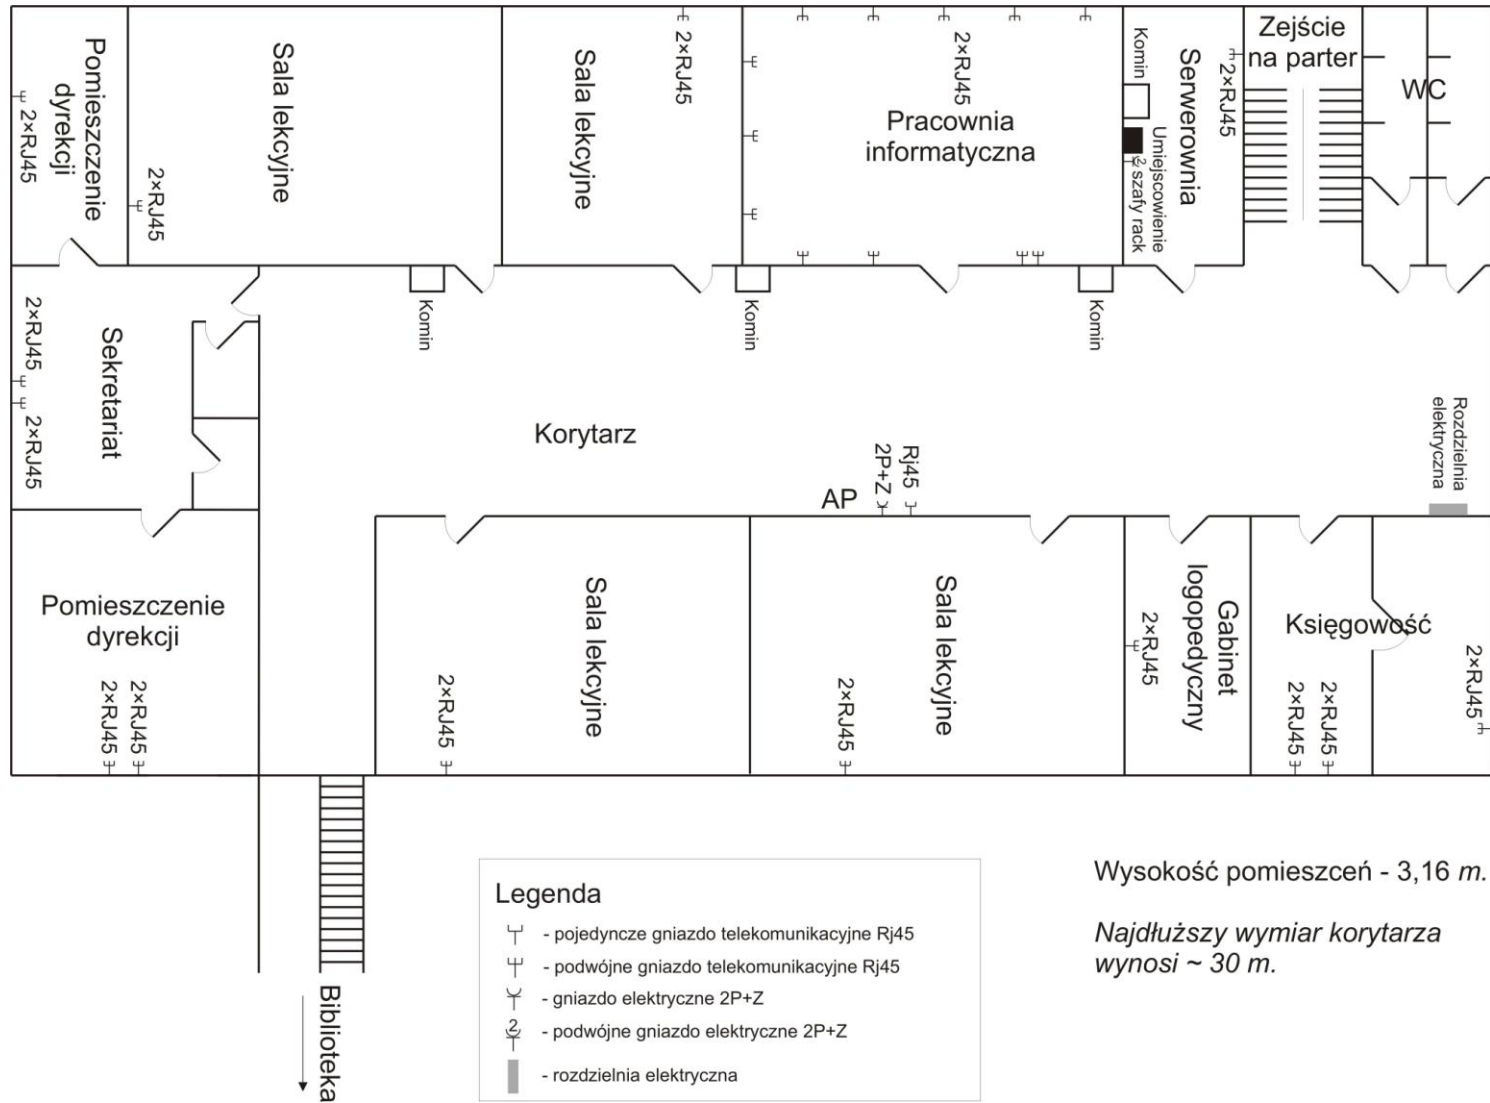 Pomieszczenie
dyrekcji
2×RJ45
Sala lekcyjne
2×RJ45
Sala lekcyjne
2×RJ45
2×RJ45
Pracownia
informatyczna
Komin
Umiejscowienie
szafy rack
2
Serwerownia
2×RJ45
Zejście
na parter
WC
2×RJ45
Sekretariat
2×RJ45
Komin
Komin
Komin
Korytarz
AP
2P+Z
Rj45
Rozdzielnia
elektryczna
Pomieszczenie
dyrekcji
2×RJ45
2×RJ45
Sala lekcyjne
2×RJ45
Sala lekcyjne
2×RJ45
Gabinet
logopedyczny
2×RJ45
Księgowość
2×RJ45
2×RJ45
2×RJ45
Biblioteka
Legenda
- pojedyncze gniazdo telekomunikacyjne Rj45
- podwójne gniazdo telekomunikacyjne Rj45
- gniazdo elektryczne 2P+Z
2 - podwójne gniazdo elektryczne 2P+Z
- rozdzielnia elektryczna
Wysokość pomieszceń - 3,16 m.
Najdłuższy wymiar korytarza
wynosi ~ 30 m.